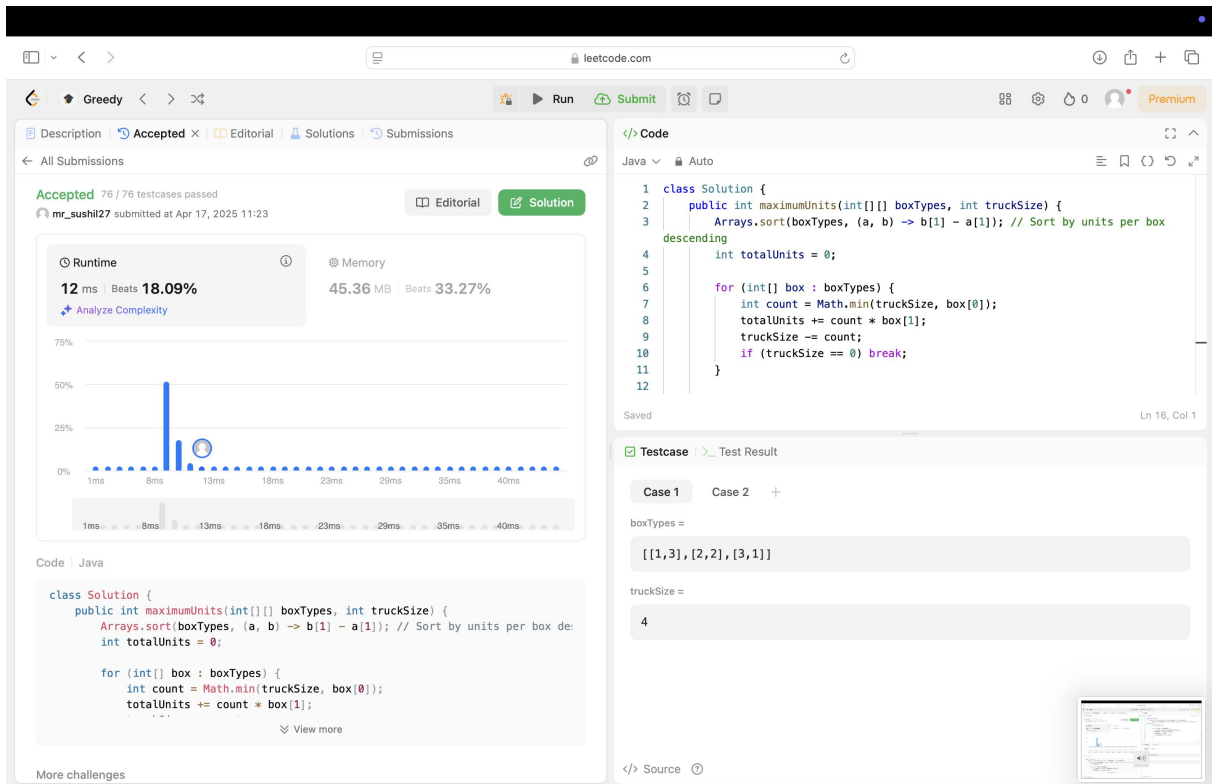 leetcode.com
Greedy
Run
Submit
0
Premium
Description
Accepted
Editorial
Solutions
Submissions
All Submissions
Accepted 76 / 76 testcases passed
mr_sushil27 submitted at Apr 17, 2025 11:23
Editorial
Solution
Runtime
12 ms Beats 18.09%
Analyze Complexity
Memory
45.36 MB Beats 33.27%
75%
50%
25%
0%
1ms 8ms 13ms 18ms 23ms 29ms 35ms 40ms
1ms 8ms 13ms 18ms 23ms 29ms 35ms 40ms
Code Java
class Solution {
public int maximumUnits(int[][] boxTypes, int truckSize) {
Arrays.sort(boxTypes, (a, b) -> b[1] - a[1]); // Sort by units per box de
int totalUnits = 0;
for (int[] box : boxTypes) {
int count = Math.min(truckSize, box[0]);
totalUnits += count * box[1];
View more
More challenges
</> Code
Java
Auto
1 class Solution {
2 public int maximumUnits(int[][] boxTypes, int truckSize) {
3 Arrays.sort(boxTypes, (a, b) -> b[1] - a[1]); // Sort by units per box
descending
4 int totalUnits = 0;
5
6 for (int[] box : boxTypes) {
7 int count = Math.min(truckSize, box[0]);
8 totalUnits += count * box[1];
9 truckSize -= count;
10 if (truckSize == 0) break;
11 }
12
Saved
Ln 16, Col 1
Testcase
>_ Test Result
Case 1
Case 2
+
boxTypes =
[[1,3],[2,2],[3,1]]
truckSize =
4
</> Source